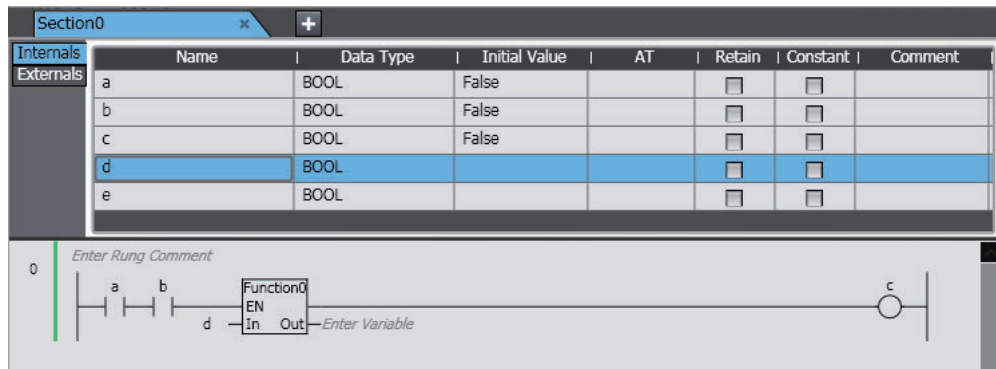 Section0 × +
Internals
Externals
Name Data Type Initial Value AT Retain Constant Comment
a BOOL False
b BOOL False
c BOOL False
d BOOL
e BOOL
0 Enter Rung Comment
a b Function0 c
EN
d In Out Enter Variable